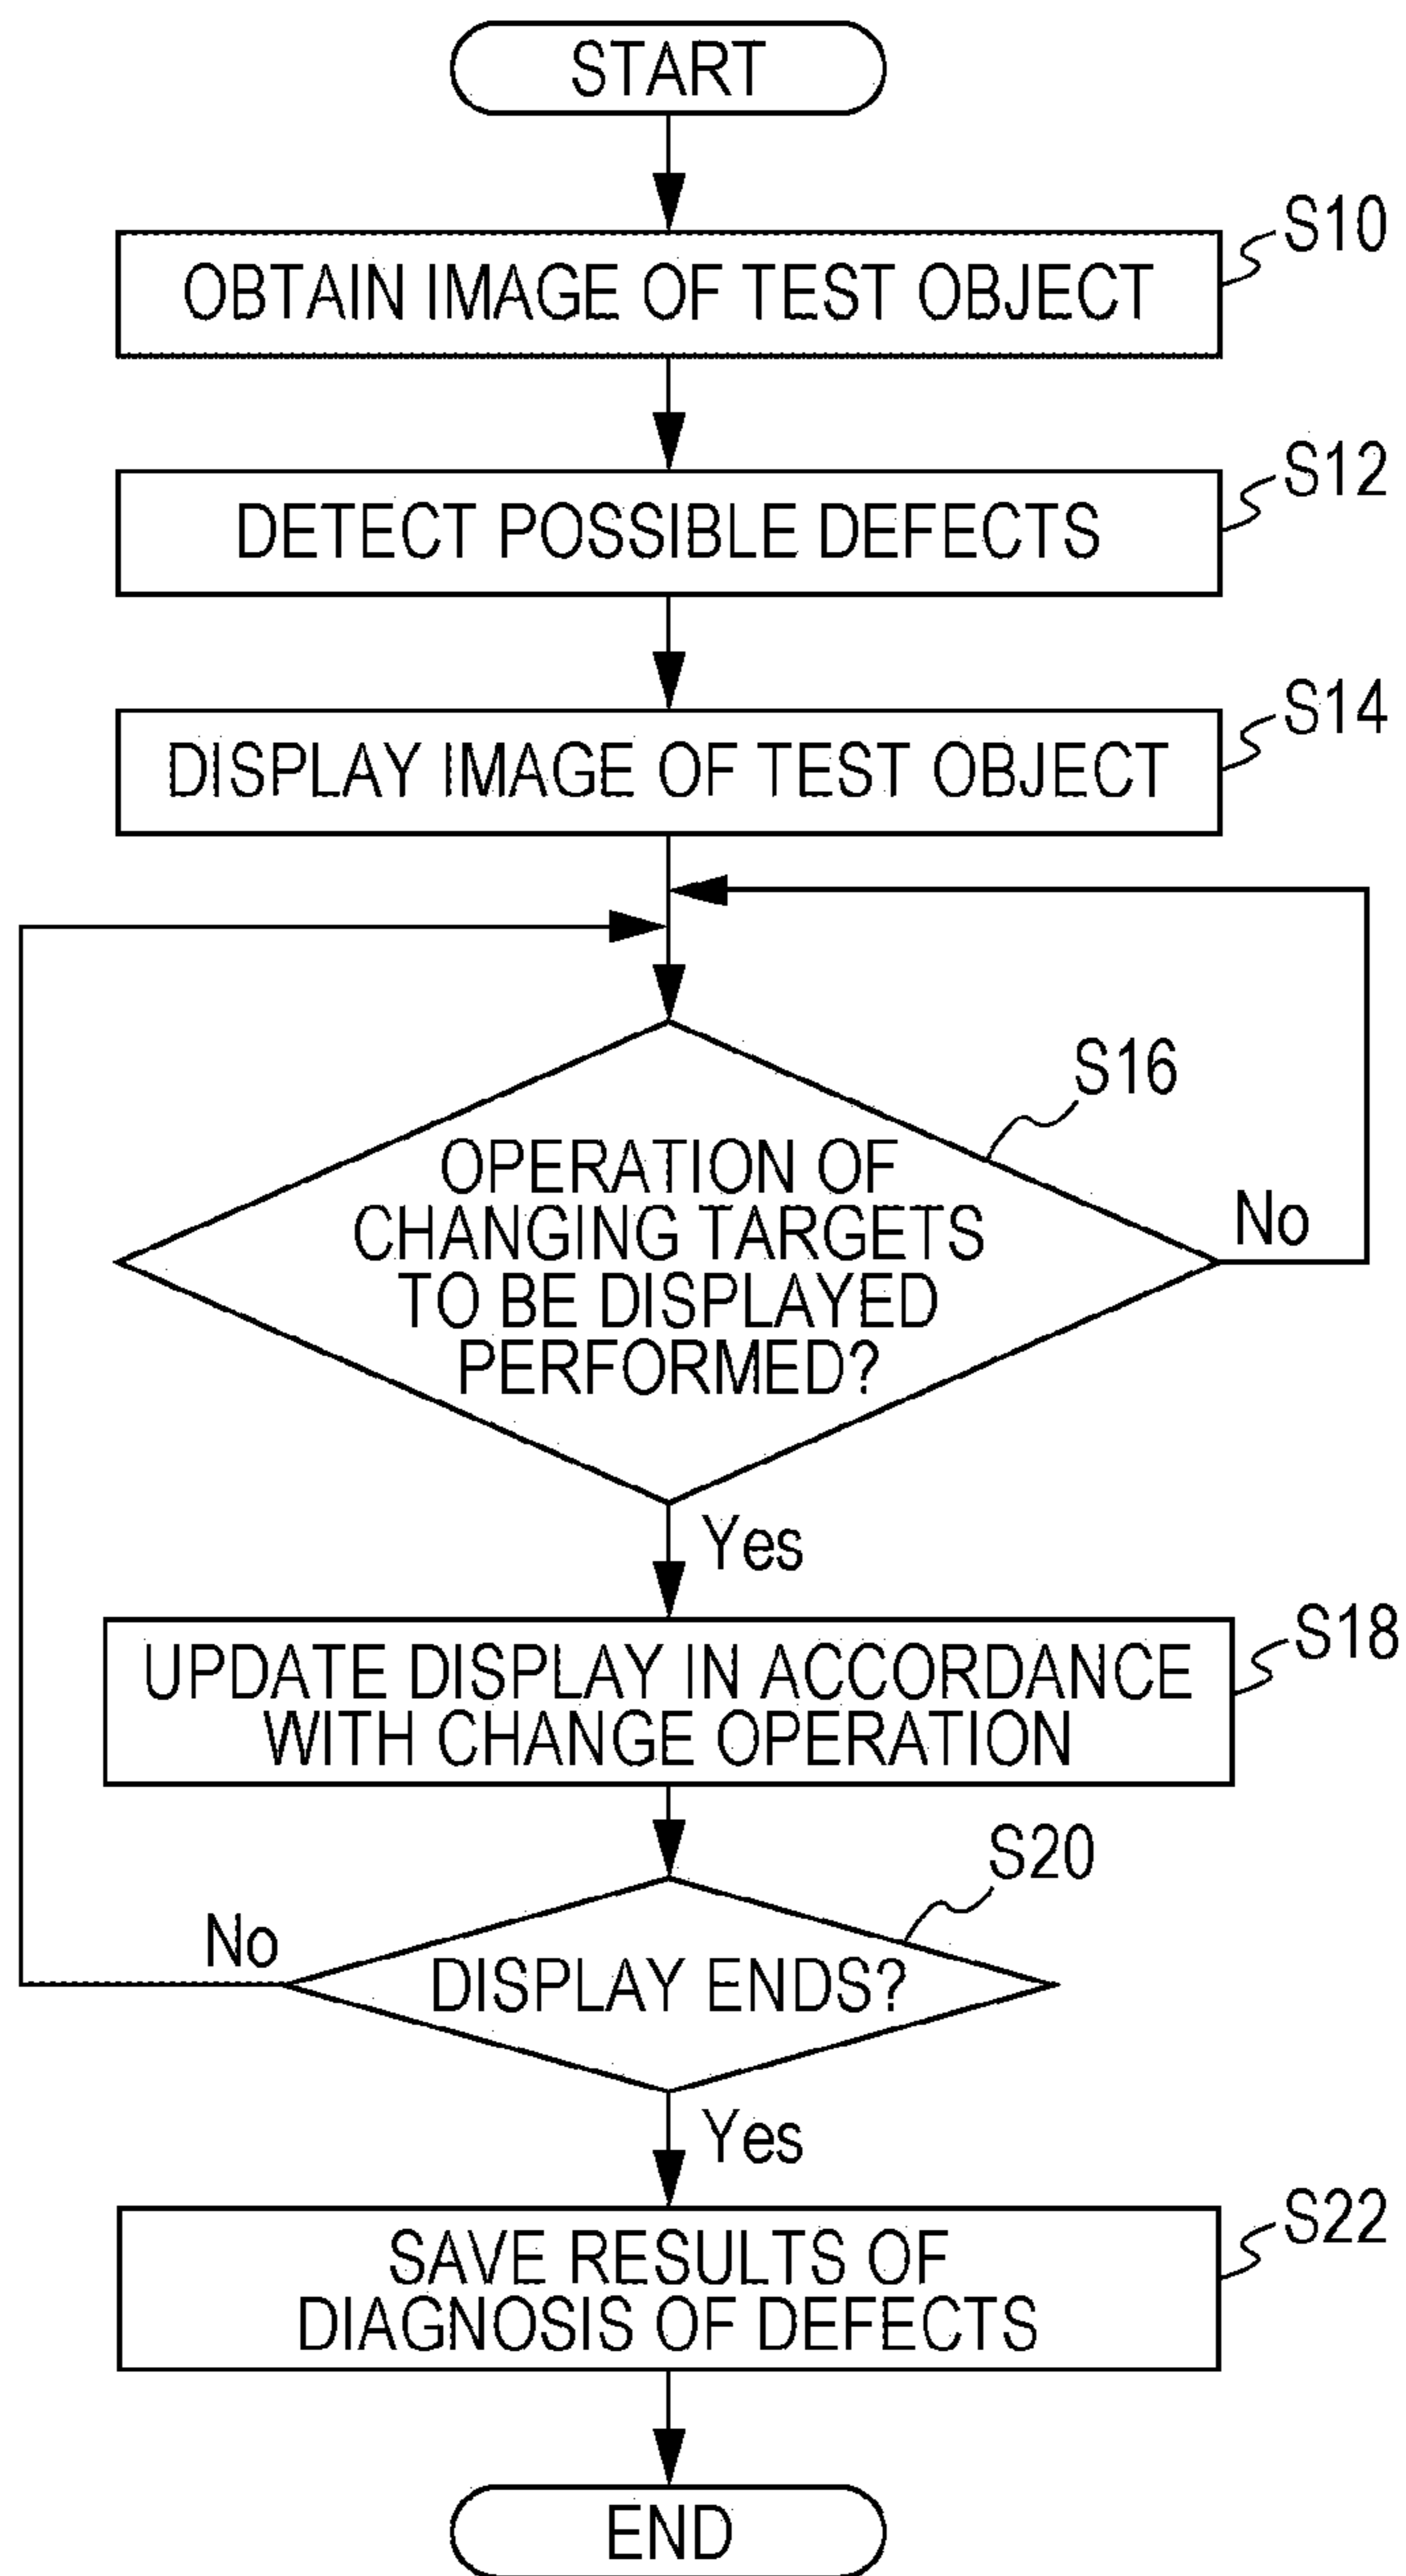 START
S10
OBTAIN IMAGE OF TEST OBJECT
S12
DETECT POSSIBLE DEFECTS
S14
DISPLAY IMAGE OF TEST OBJECT
S16
OPERATION OF
CHANGING TARGETS
TO BE DISPLAYED
PERFORMED?
No
Yes
S18
UPDATE DISPLAY IN ACCORDANCE
WITH CHANGE OPERATION
S20
No
DISPLAY ENDS?
Yes
S22
SAVE RESULTS OF
DIAGNOSIS OF DEFECTS
END